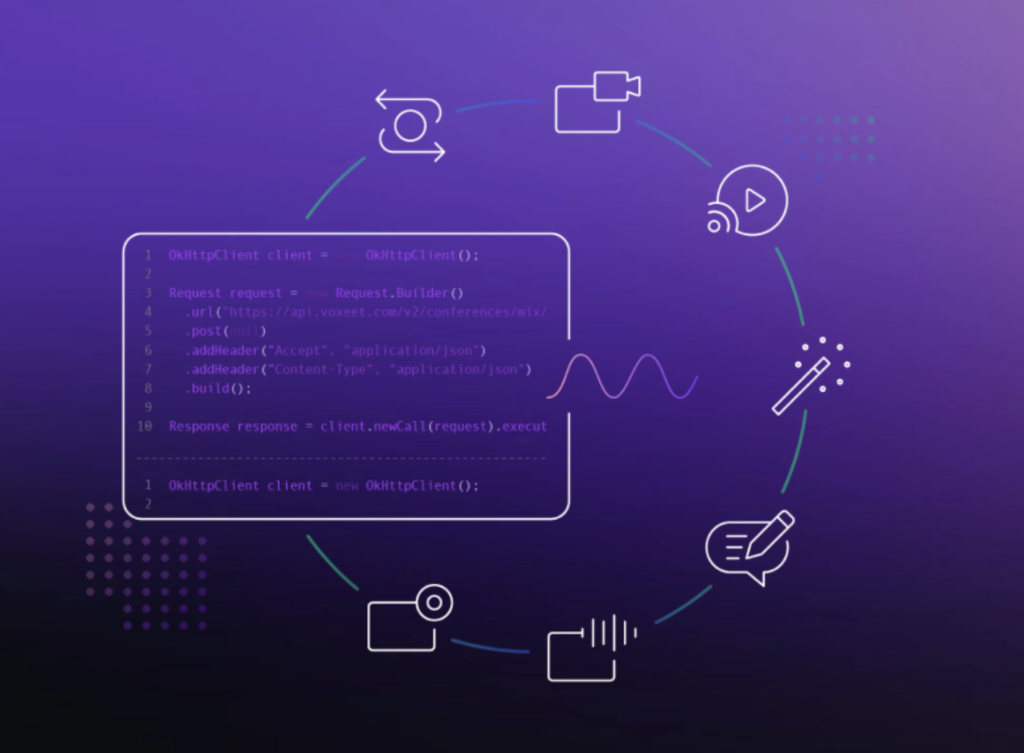 1 OkHttpClient client = OkHttpClient();
2
3 Request request = new Request.Builder()
4 .url("https://api.voxeet.com/v2/conferences/mix/
5 .post(null)
6 .addHeader("Accept", "application/json")
7 .addHeader("Content-Type", "application/json")
8 .build();
9
10 Response response = client.newCall(request).execut
1 OkHttpClient client = new OkHttpClient();
2